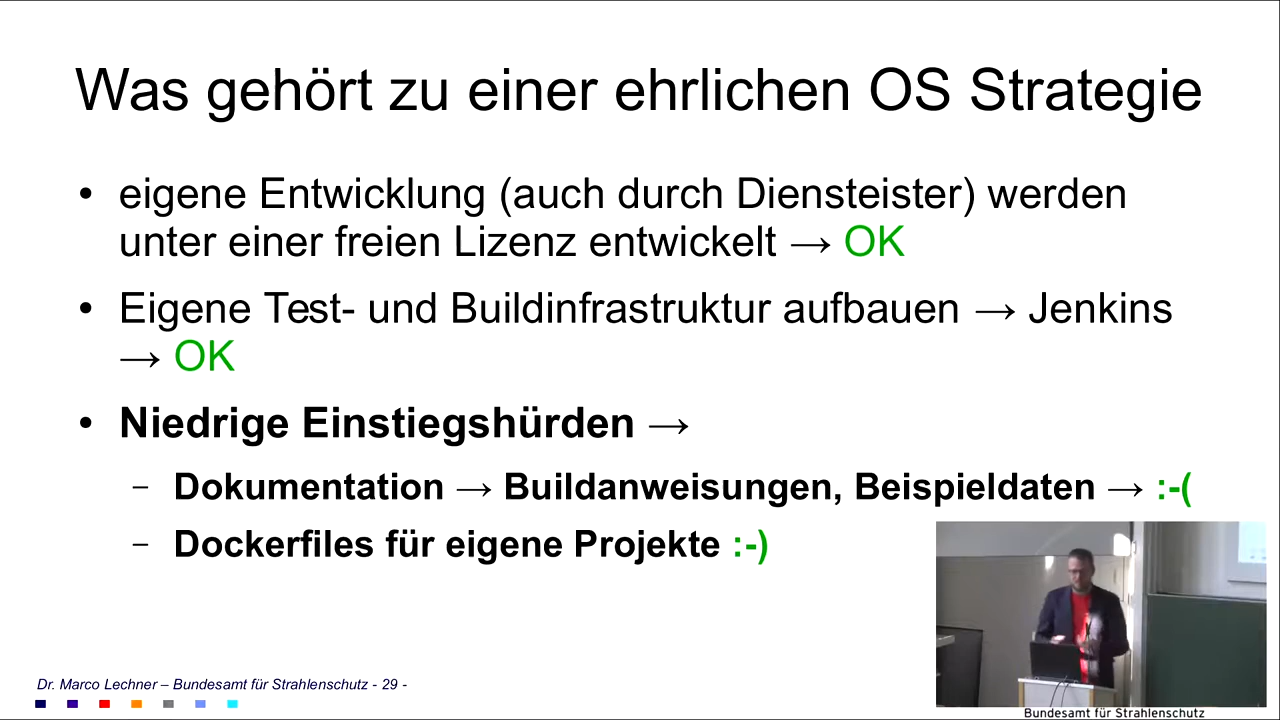 Was gehört zu einer ehrlichen OS Strategie
• eigene Entwicklung (auch durch Diensteister) werden
unter einer freien Lizenz entwickelt → OK
• Eigene Test- und Buildinfrastruktur aufbauen → Jenkins
→ OK
• Niedrige Einstiegshürden →
– Dokumentation → Buildanweisungen, Beispieldaten → :-(
– Dockerfiles für eigene Projekte :-)
Dr. Marco Lechner – Bundesamt für Strahlenschutz - 29 -
Bundesamt für Strahlenschutz